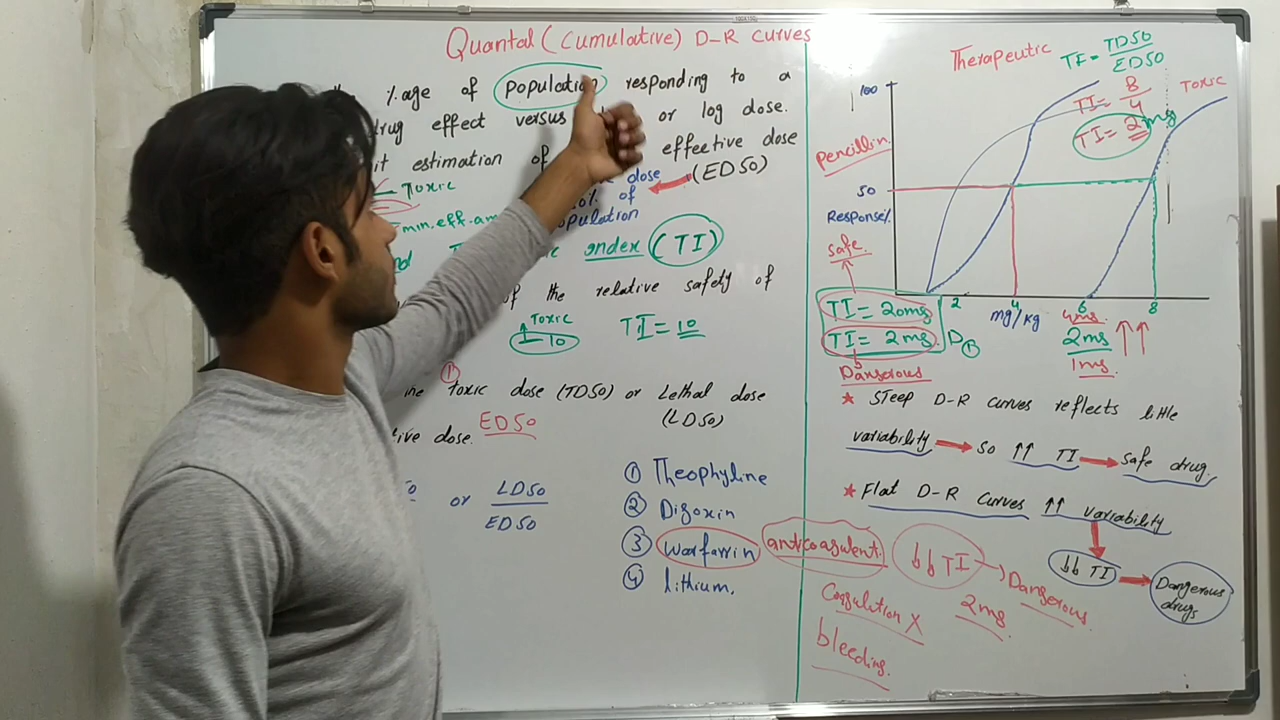 Quantal (Cumulative) D-R Curves
%age of population responding to a
drug effect versus or log dose.
estimation of effective dose
(ED50)
Toxic
dose
of
min.eff.am
population
index (TI)
of the relative safety of
Toxic
10
TI = 10
①
toxic dose (TD50) or Lethal dose
(LD50)
dose. ED50
or LD50
ED50
① Theophyline
② Digoxin
③ warfarrin anticoagulent.
④ lithium.
Therapeutic
TF = TD50
ED50
TI = 8
4
TI = 2mg
Toxic
100
Pencillin
50
Response%
2 4 6 8
mg/kg
safe
TI = 20mg
TI = 2mg D①
Dangerous
4mg
2mg
1mg
* STEEP D-R curves reflects little
variability → so ↑↑ TI → Safe drug.
* Flat D-R Curves ↑↑ variability
↓↓ TI → Dangerous
drugs
↓↓ TI → Dangerous
2mg
Coagulation X
bleeding.